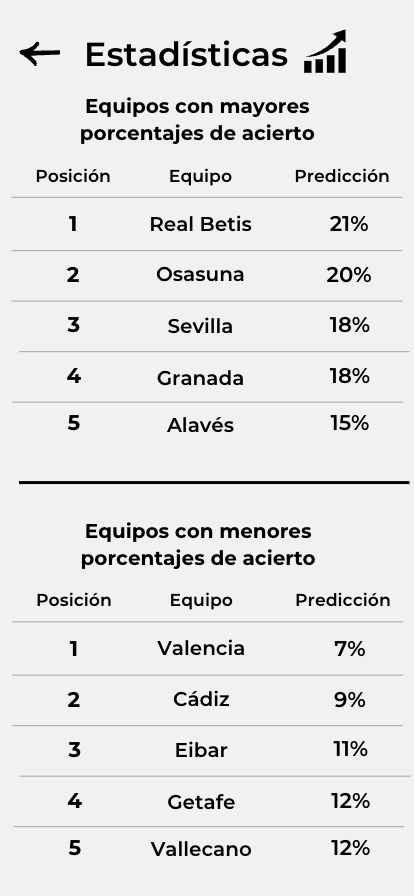 Estadísticas
Equipos con mayores
porcentajes de acierto
Posición Equipo Predicción
1 Real Betis 21%
2 Osasuna 20%
3 Sevilla 18%
4 Granada 18%
5 Alavés 15%
Equipos con menores
porcentajes de acierto
Posición Equipo Predicción
1 Valencia 7%
2 Cádiz 9%
3 Eibar 11%
4 Getafe 12%
5 Vallecano 12%